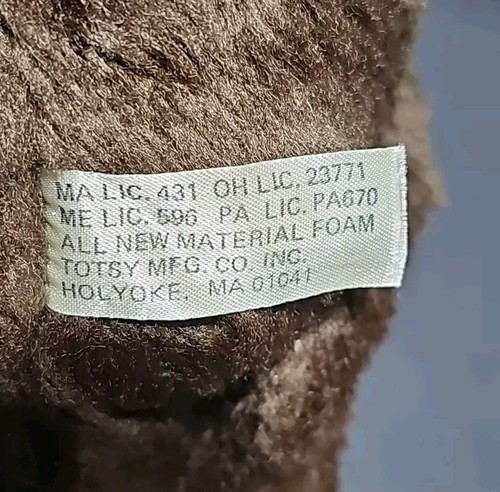 MA LIC. 431 OH LIC. 23771
ME LIC. 596 PA LIC. PA670
ALL NEW MATERIAL FOAM
TOTSY MFG. CO INC.
HOLYOKE, MA 01041